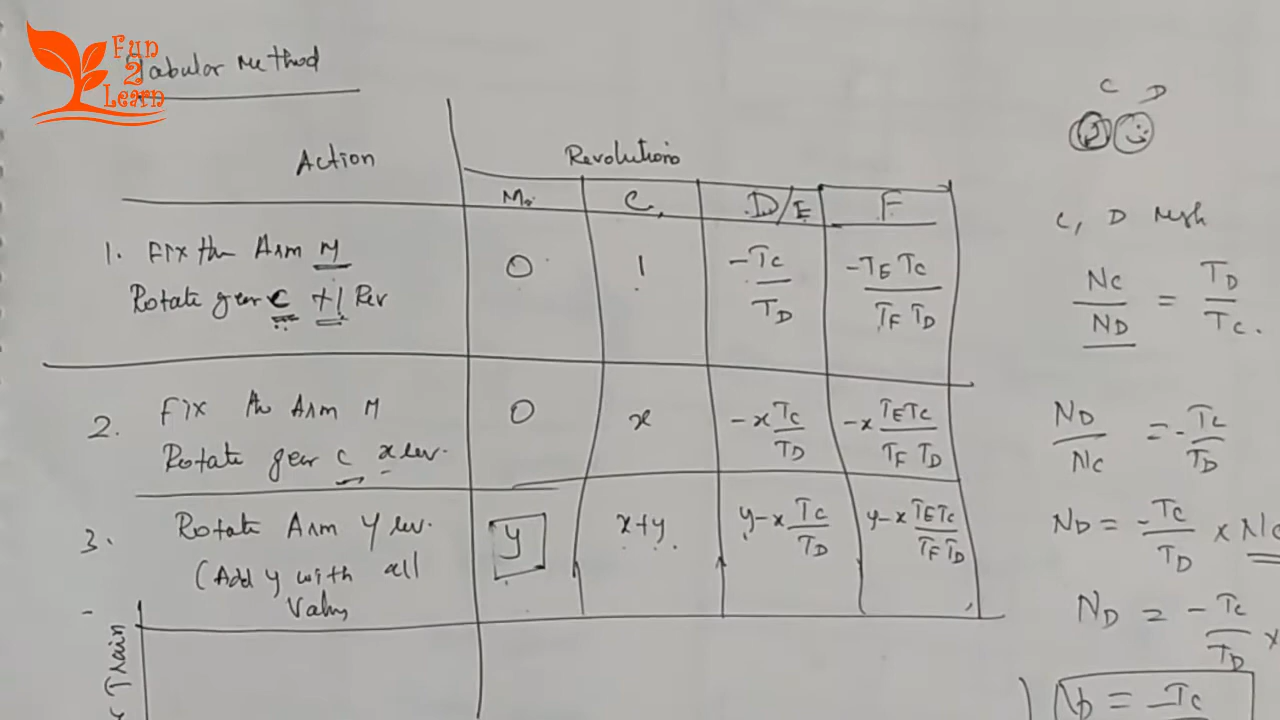 Fun
2
Learn
Tabular Method
Action
Revolutions
M.
C.
D/E
F
1. Fix the Arm M
Rotate gear C +1 Rev
0
1
-TC/TD
-TE TC/TF TD
2. Fix the Arm M
Rotate gear C x rev.
0
x
-x TC/TD
-x TE TC/TF TD
3. Rotate Arm y rev.
(Add y with all
Values
y
x+y
y-x TC/TD
y-x TE TC/TF TD
Train
C D
C, D mesh
NC/ND = TD/TC.
ND/NC = -TC/TD
ND = -TC/TD × NC
ND = -TC/TD ×
ND = -TC